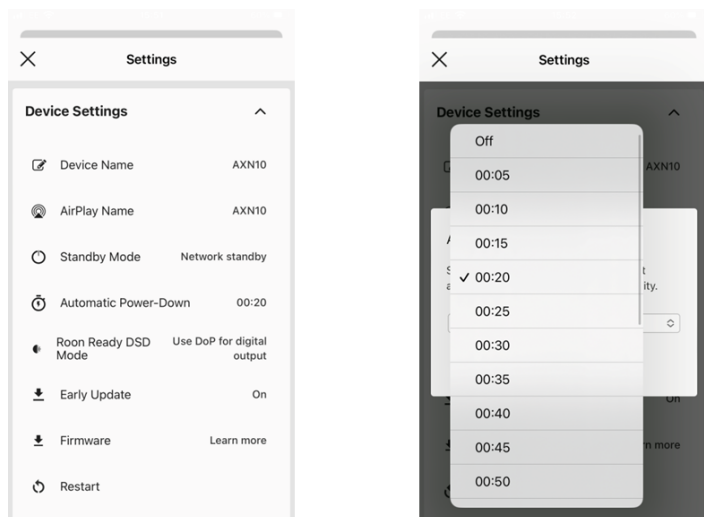 Settings
Device Settings
Device Name AXN10
AirPlay Name AXN10
Standby Mode Network standby
Automatic Power-Down 00:20
Roon Ready DSD Mode Use DoP for digital output
Early Update On
Firmware Learn more
Restart
Settings
Device Settings
Off
00:05
AXN10
00:10
00:15
00:20
ity.
00:25
00:30
00:35
00:40
On
00:45
00:50